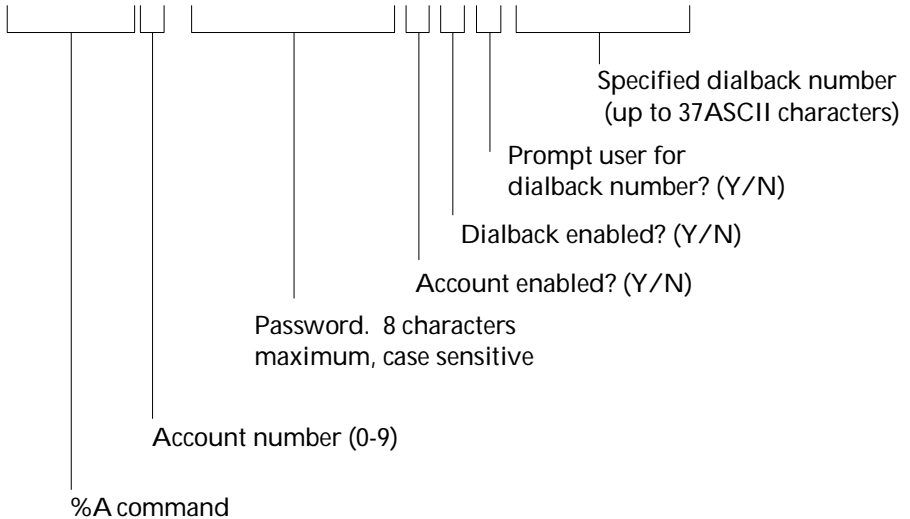 Specified dialback number
(up to 37ASCII characters)
Prompt user for
dialback number? (Y/N)
Dialback enabled? (Y/N)
Account enabled? (Y/N)
Password. 8 characters
maximum, case sensitive
Account number (0-9)
%A command